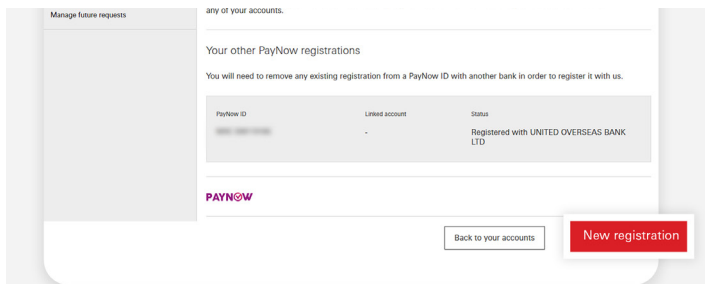 Manage future requests
any of your accounts.
Your other PayNow registrations
You will need to remove any existing registration from a PayNow ID with another bank in order to register it with us.
PayNow ID
Linked account
Status
-
Registered with UNITED OVERSEAS BANK
LTD
PAYNOW
Back to your accounts
New registration